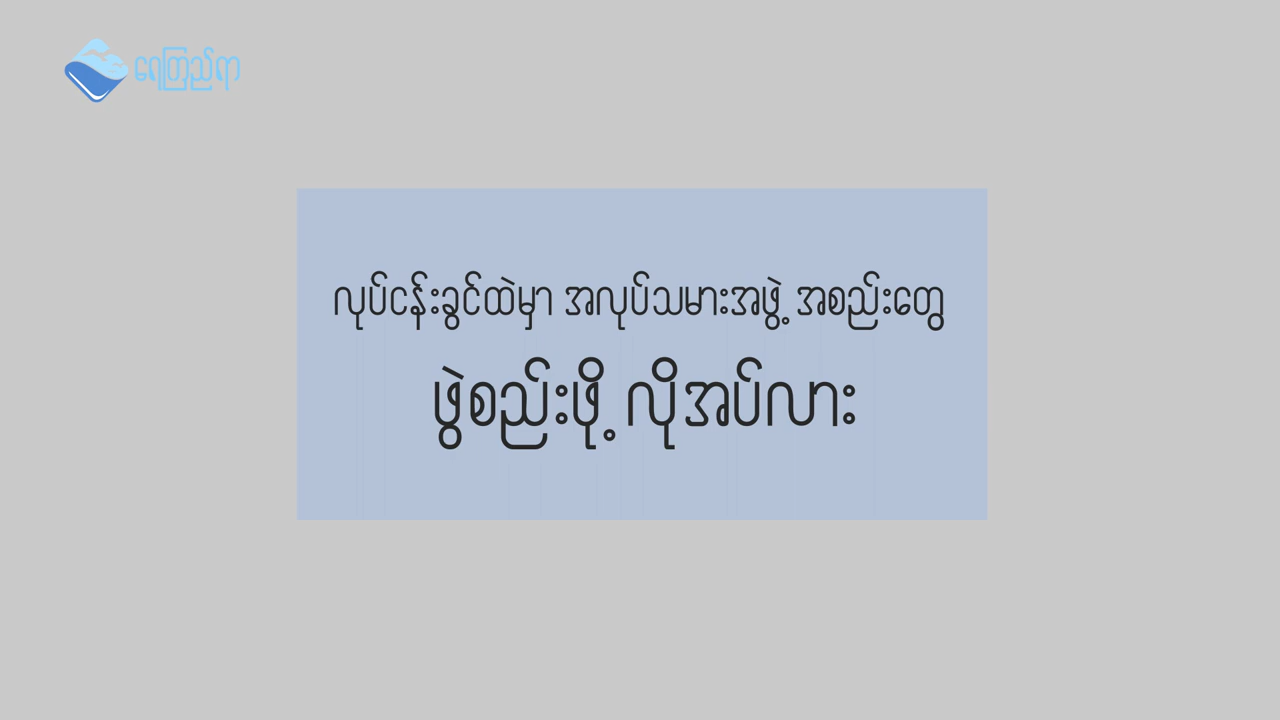 ရေကြည်ရာ
လုပ်ငန်းခွင်ထဲမှာ အလုပ်သမားအဖွဲ့ အစည်းတွေ
ဖွဲစည်းဖို့ လိုအပ်လား